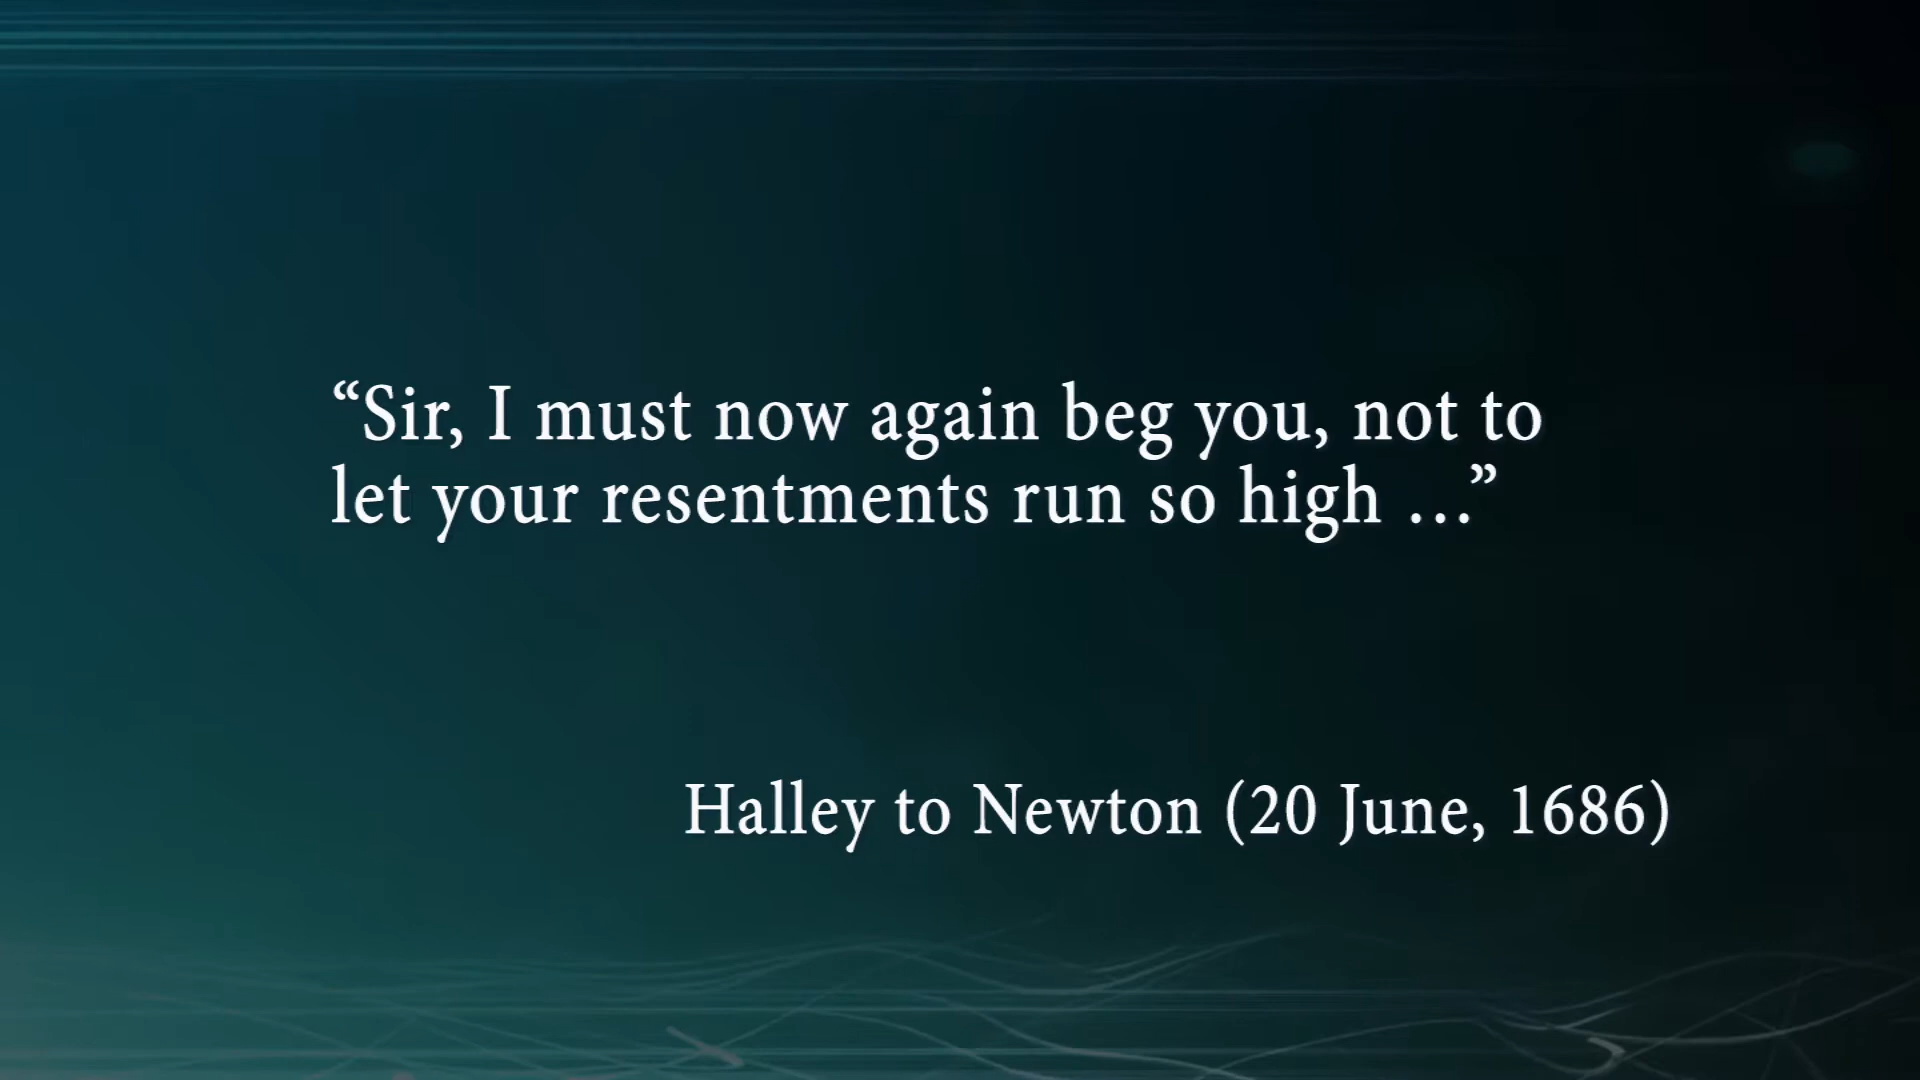 “Sir, I must now again beg you, not to
let your resentments run so high …”
Halley to Newton (20 June, 1686)